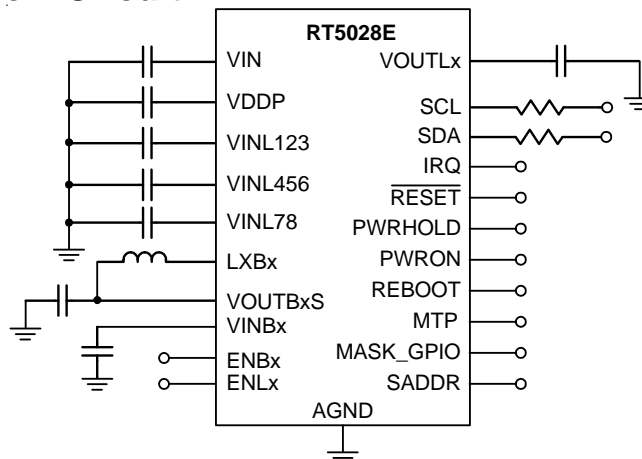 RT5028E
VIN
VDDP
VINL123
VINL456
VINL78
LXBx
VOUTBxS
VINBx
ENBx
ENLx
VOUTLx
SCL
SDA
IRQ
RESET
PWRHOLD
PWRON
REBOOT
MTP
MASK_GPIO
SADDR
AGND